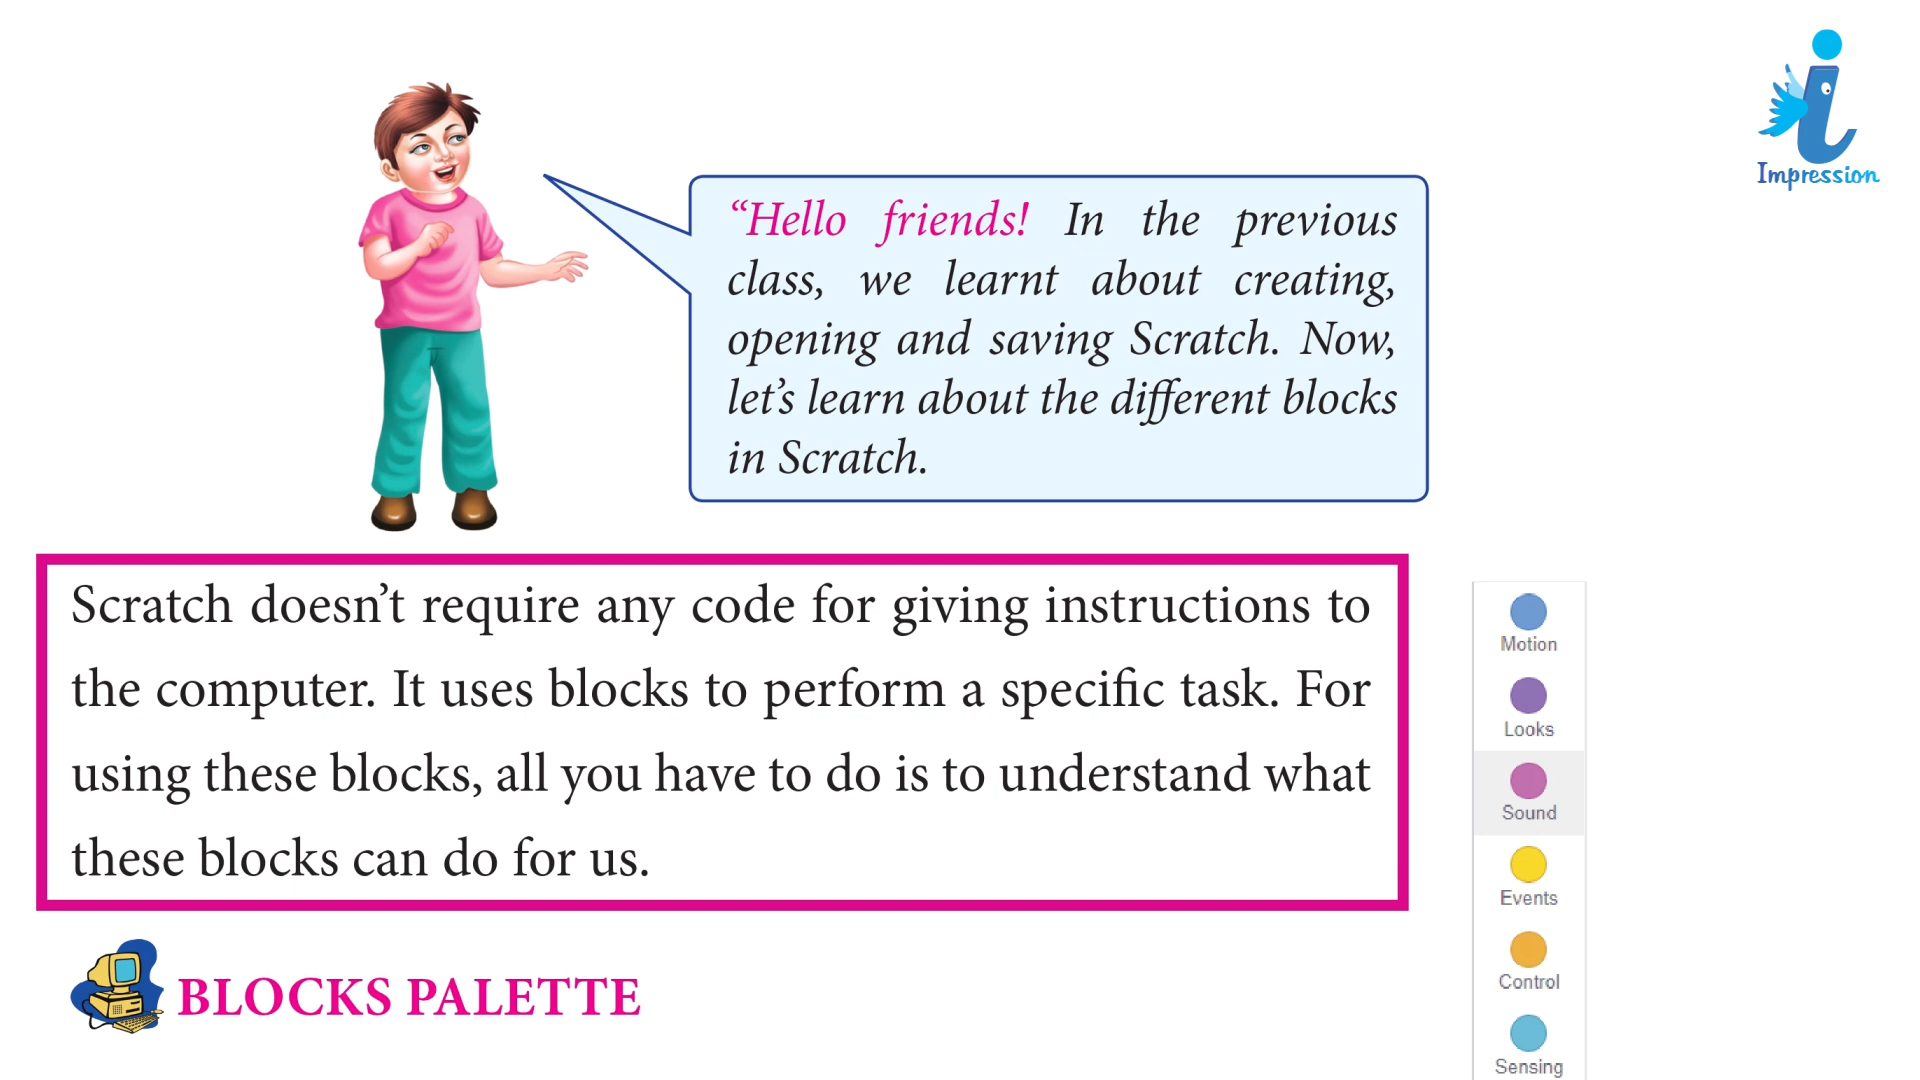 Impression
“Hello friends! In the previous
class, we learnt about creating,
opening and saving Scratch. Now,
let’s learn about the different blocks
in Scratch.
Scratch doesn’t require any code for giving instructions to
the computer. It uses blocks to perform a specific task. For
using these blocks, all you have to do is to understand what
these blocks can do for us.
BLOCKS PALETTE
Motion
Looks
Sound
Events
Control
Sensing